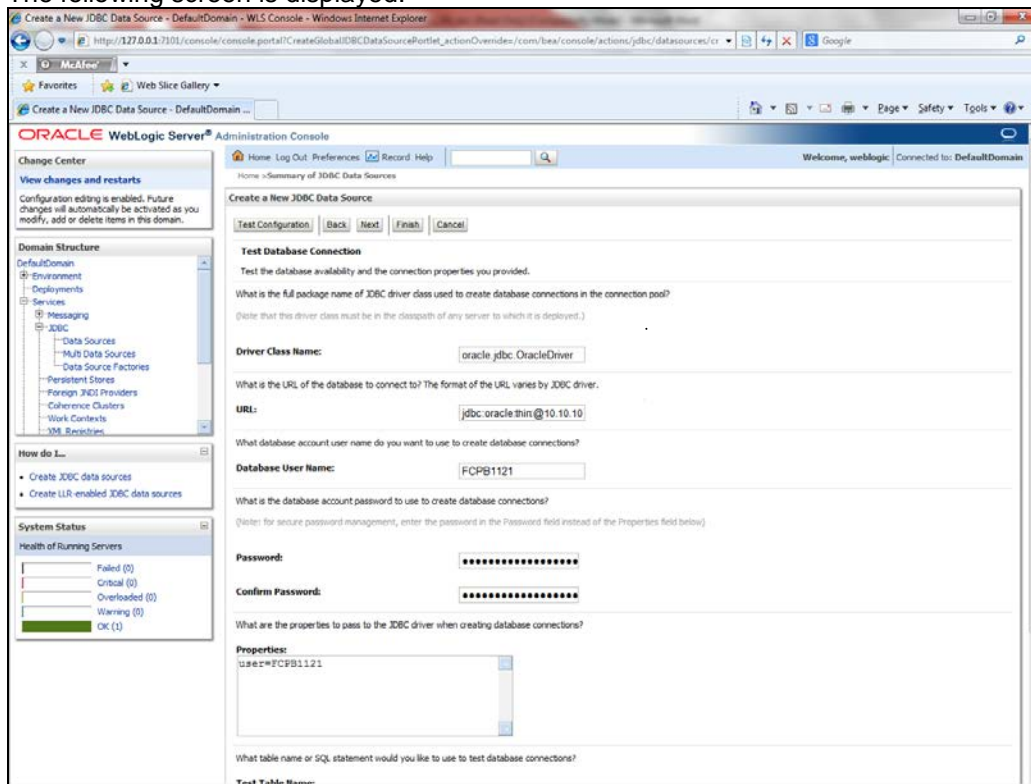 The following screen is displayed:
Create a New JDBC Data Source - DefaultDomain - WLS Console - Windows Internet Explorer
http://127.0.0.1:7101/console/console.portal?CreateGlobalJDBCDataSourcePortlet_actionOverride=/com/bea/console/actions/jdbc/datasources/cr
Google
X McAfee
Favorites Web Slice Gallery
Create a New JDBC Data Source - DefaultDomain ...
Page Safety Tools
ORACLE WebLogic Server® Administration Console
Change Center
View changes and restarts
Configuration editing is enabled. Future
changes will automatically be activated as you
modify, add or delete items in this domain.
Domain Structure
DefaultDomain
Environment
Deployments
Services
Messaging
JDBC
Data Sources
Multi Data Sources
Data Source Factories
Persistent Stores
Foreign JNDI Providers
Coherence Clusters
Work Contexts
XML Registries
How do I...
Create JDBC data sources
Create LLR-enabled JDBC data sources
System Status
Health of Running Servers
Failed (0)
Critical (0)
Overloaded (0)
Warning (0)
OK (1)
Home Log Out Preferences Record Help
Welcome, weblogic Connected to: DefaultDomain
Home >Summary of JDBC Data Sources
Create a New JDBC Data Source
Test Configuration Back Next Finish Cancel
Test Database Connection
Test the database availability and the connection properties you provided.
What is the full package name of JDBC driver class used to create database connections in the connection pool?
(Note that this driver class must be in the classpath of any server to which it is deployed.)
Driver Class Name: oracle.jdbc.OracleDriver
What is the URL of the database to connect to? The format of the URL varies by JDBC driver.
URL: jdbc:oracle:thin:@10.10.10
What database account user name do you want to use to create database connections?
Database User Name: FCPB1121
What is the database account password to use to create database connections?
(Note: for secure password management, enter the password in the Password field instead of the Properties field below)
Password: ●●●●●●●●●●●●●●●●●●
Confirm Password: ●●●●●●●●●●●●●●●●●●
What are the properties to pass to the JDBC driver when creating database connections?
Properties:
user=FCPB1121
What table name or SQL statement would you like to use to test database connections?
Test Table Name: